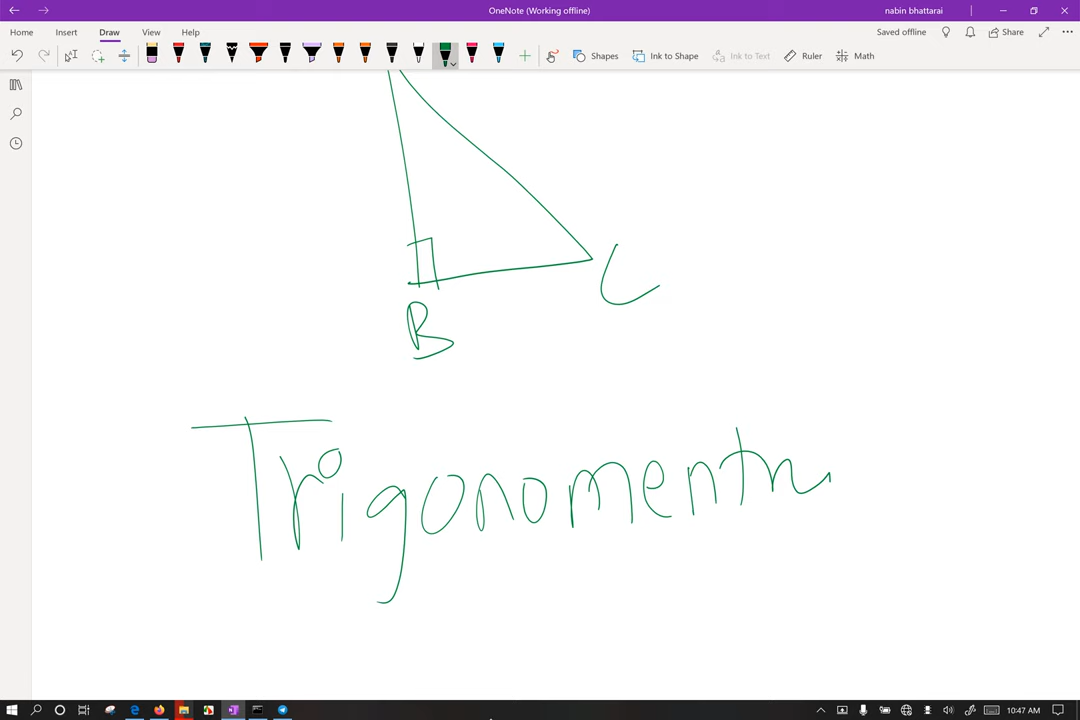 OneNote (Working offline)
nabin bhattarai
Home Insert Draw View Help
Saved offline
Share
Shapes
Ink to Shape
Ink to Text
Ruler
Math
C
B
Trigonomentr
10:47 AM